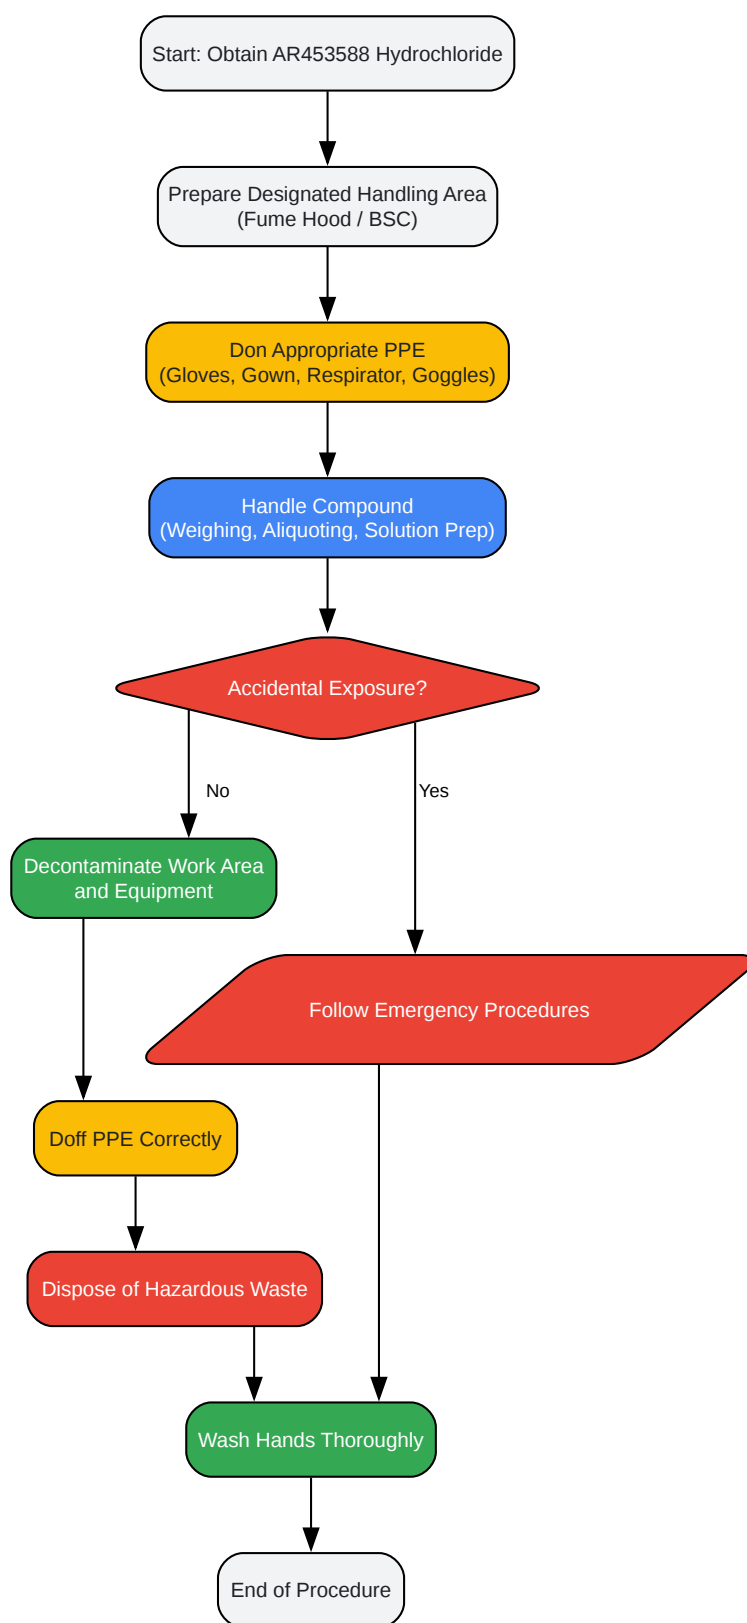 Start: Obtain AR453588 Hydrochloride
Prepare Designated Handling Area
(Fume Hood / BSC)
Don Appropriate PPE
(Gloves, Gown, Respirator, Goggles)
Handle Compound
(Weighing, Aliquoting, Solution Prep)
Accidental Exposure?
No
Yes
Decontaminate Work Area
and Equipment
Follow Emergency Procedures
Doff PPE Correctly
Dispose of Hazardous Waste
Wash Hands Thoroughly
End of Procedure